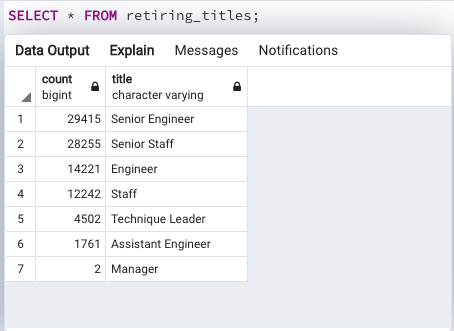 SELECT * FROM retiring_titles;
Data Output Explain Messages Notifications
count title
bigint character varying
1 29415 Senior Engineer
2 28255 Senior Staff
3 14221 Engineer
4 12242 Staff
5 4502 Technique Leader
6 1761 Assistant Engineer
7 2 Manager